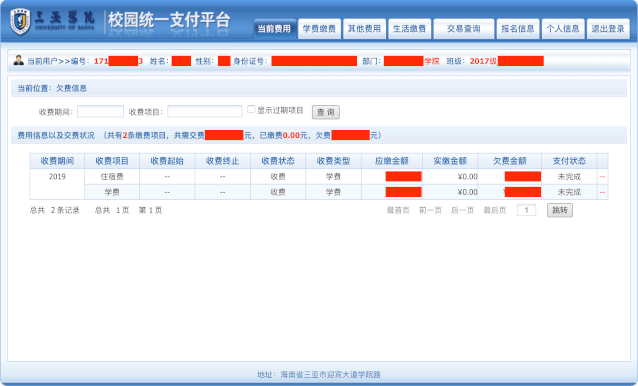 三亚学院 校园统一支付平台
UNIVERSITY OF SANYA
当前费用 学费缴费 其他费用 生活缴费 交易查询 报名信息 个人信息 退出登录
当前用户>>编号：171 3 姓名： 性别： 身份证号： 部门： 学院 班级：2017级
当前位置：欠费信息
收费期间： 收费项目： 显示过期项目 查 询
费用信息以及交费状况 （共有2条缴费项目，共需交费 元，已缴费0.00元，欠费 元）
收费期间 收费项目 收费起始 收费终止 收费状态 收费类型 应缴金额 实缴金额 欠费金额 支付状态
2019 住宿费 -- -- 收费 学费 ¥0.00 未完成 --
学费 -- -- 收费 学费 ¥0.00 未完成 --
总共 2 条记录 总共 1 页 第 1 页 最首页 前一页 后一页 最后页 1 跳转
地址：海南省三亚市迎宾大道学院路